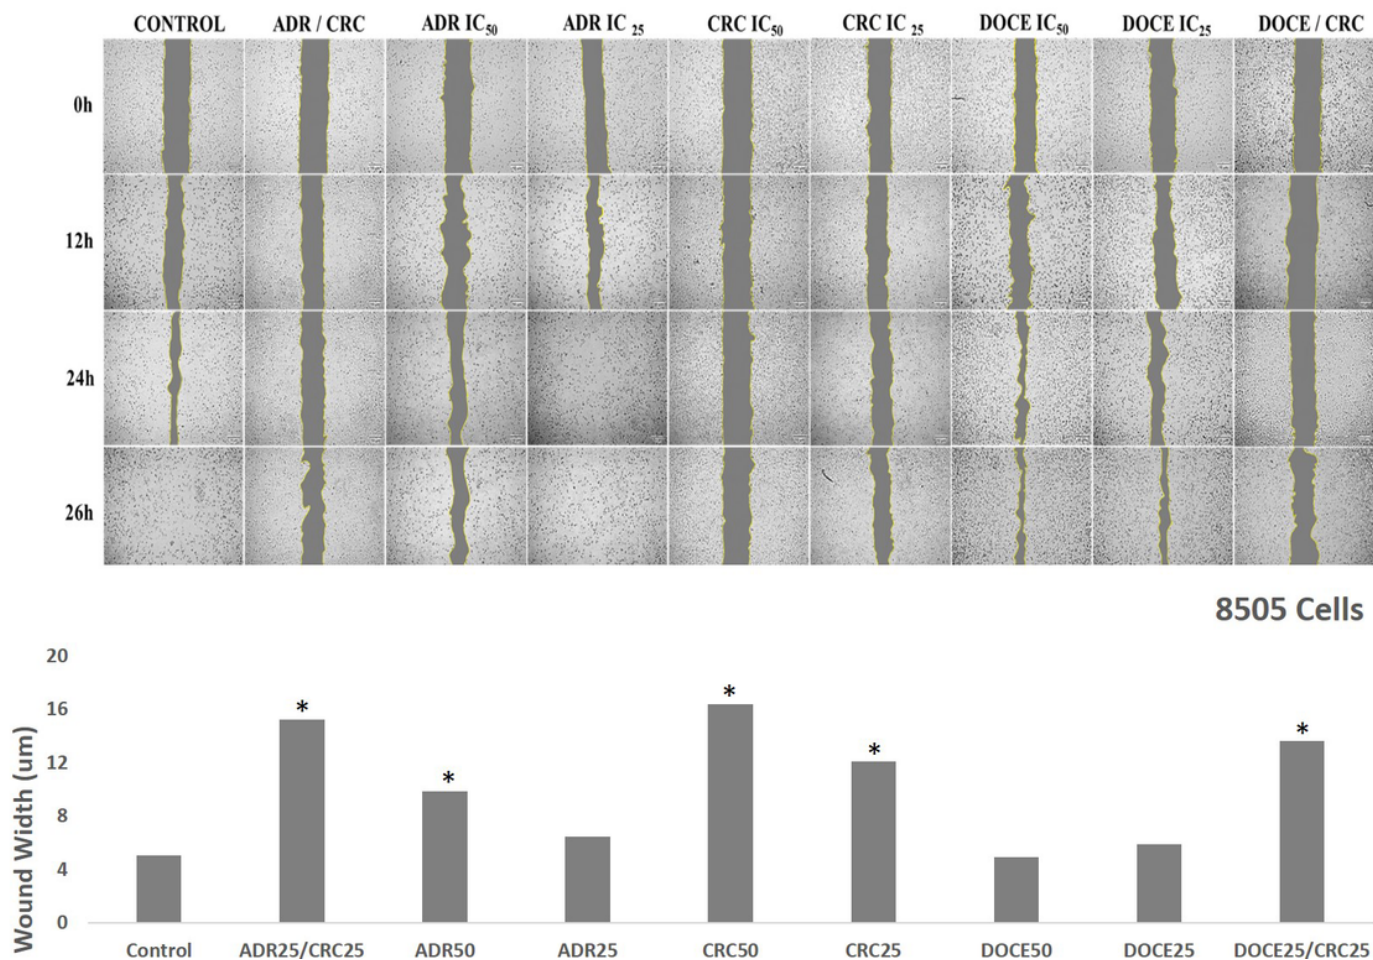 CONTROL ADR / CRC ADR IC50 ADR IC 25 CRC IC50 CRC IC 25 DOCE IC50 DOCE IC25 DOCE / CRC
0h
12h
24h
26h
8505 Cells
Wound Width (um)
20
16
12
8
4
0
* * * * *
Control ADR25/CRC25 ADR50 ADR25 CRC50 CRC25 DOCE50 DOCE25 DOCE25/CRC25